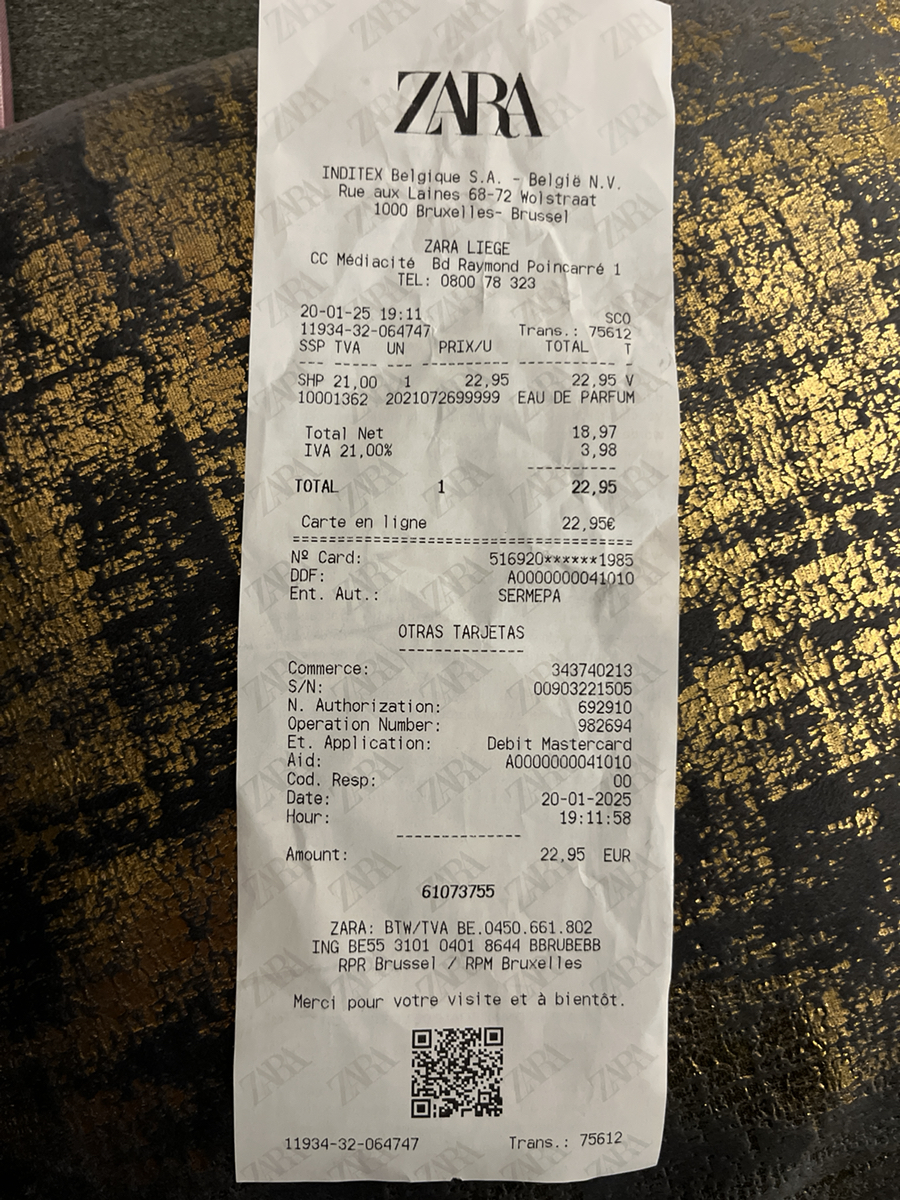 ZARA
INDITEX Belgique S.A. - België N.V.
Rue aux Laines 68-72 Wolstraat
1000 Bruxelles- Brussel
ZARA LIEGE
CC Médiacité Bd Raymond Poincarré 1
TEL: 0800 78 323
20-01-25 19:11 SCO
11934-32-064747 Trans.: 75612
SSP TVA UN PRIX/U TOTAL T
SHP 21,00 1 22,95 22,95 V
10001362 2021072699999 EAU DE PARFUM
Total Net 18,97
IVA 21,00% 3,98
TOTAL 1 22,95
Carte en ligne 22,95€
Nº Card: 516920******1985
DDF: A0000000041010
Ent. Aut.: SERMEPA
OTRAS TARJETAS
Commerce: 343740213
S/N: 00903221505
N. Authorization: 692910
Operation Number: 982694
Et. Application: Debit Mastercard
Aid: A0000000041010
Cod. Resp: 00
Date: 20-01-2025
Hour: 19:11:58
Amount: 22,95 EUR
61073755
ZARA: BTW/TVA BE.0450.661.802
ING BE55 3101 0401 8644 BBRUBEBB
RPR Brussel / RPM Bruxelles
Merci pour votre visite et à bientôt.
11934-32-064747 Trans.: 75612